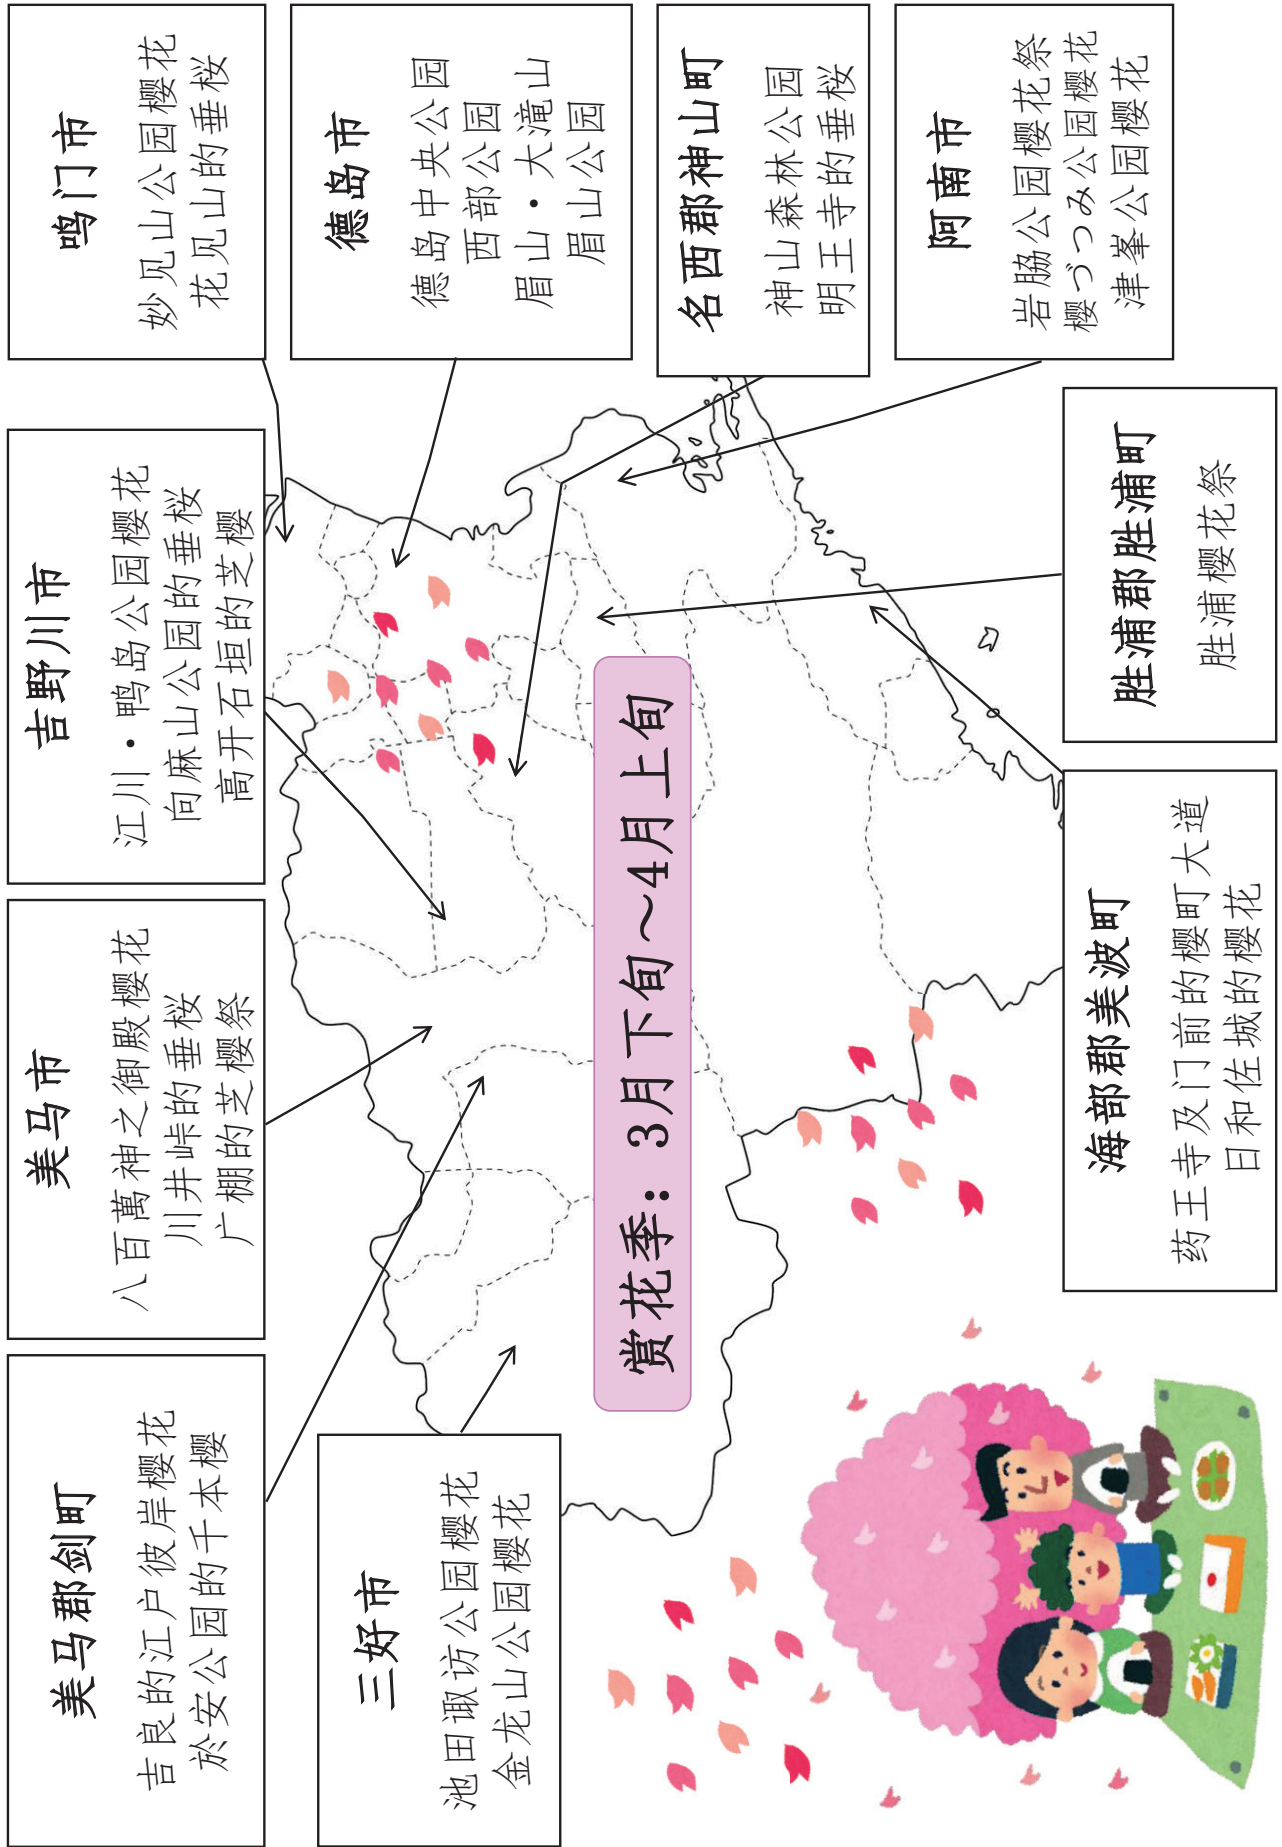 美马郡剑町
吉良的江户彼岸樱花
於安公园的千本樱
美马市
八百萬神之御殿樱花
川井峠的垂桜
广棚的芝樱祭
吉野川市
江川・鸭岛公园樱花
向麻山公园的垂桜
高开石垣的芝樱
鸣门市
妙见山公园樱花
花见山的垂桜
三好市
池田诹访公园樱花
金龙山公园樱花
德岛市
德岛中央公园
西部公园
眉山・大滝山
眉山公园
赏花季：3月下旬～4月上旬
名西郡神山町
神山森林公园
明王寺的垂桜
阿南市
岩脇公园樱花祭
樱づつみ公园樱花
津峯公园樱花
海部郡美波町
药王寺及门前的樱町大道
日和佐城的樱花
胜浦郡胜浦町
胜浦樱花祭